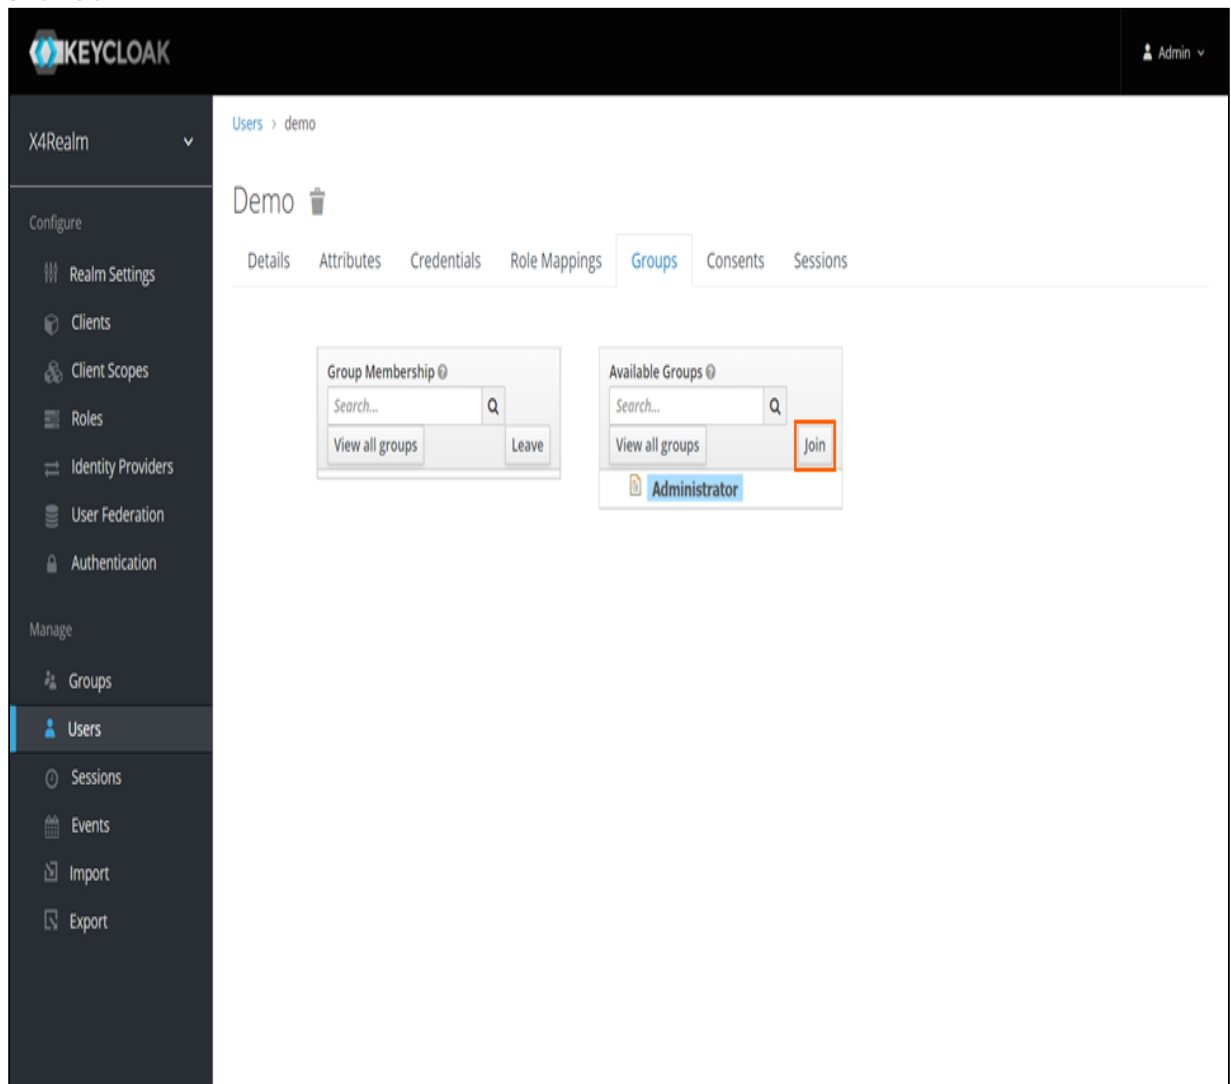 KEYCLOAK
Admin
X4Realm
Users > demo
Demo
Configure
Realm Settings
Clients
Client Scopes
Roles
Identity Providers
User Federation
Authentication
Manage
Groups
Users
Sessions
Events
Import
Export
Details Attributes Credentials Role Mappings Groups Consents Sessions
Group Membership
Search...
View all groups Leave
Available Groups
Search...
View all groups Join
Administrator